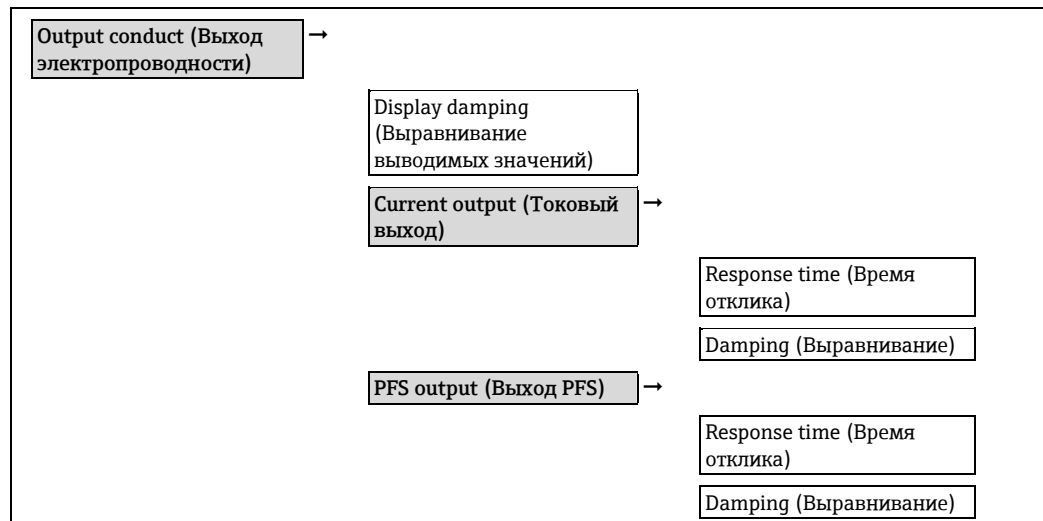 Output conduct (Выход →
электропроводности)
Display damping
(Выравнивание
выводимых значений)
Current output (Токовый →
выход)
Response time (Время
отклика)
Damping (Выравнивание)
PFS output (Выход PFS) →
Response time (Время
отклика)
Damping (Выравнивание)